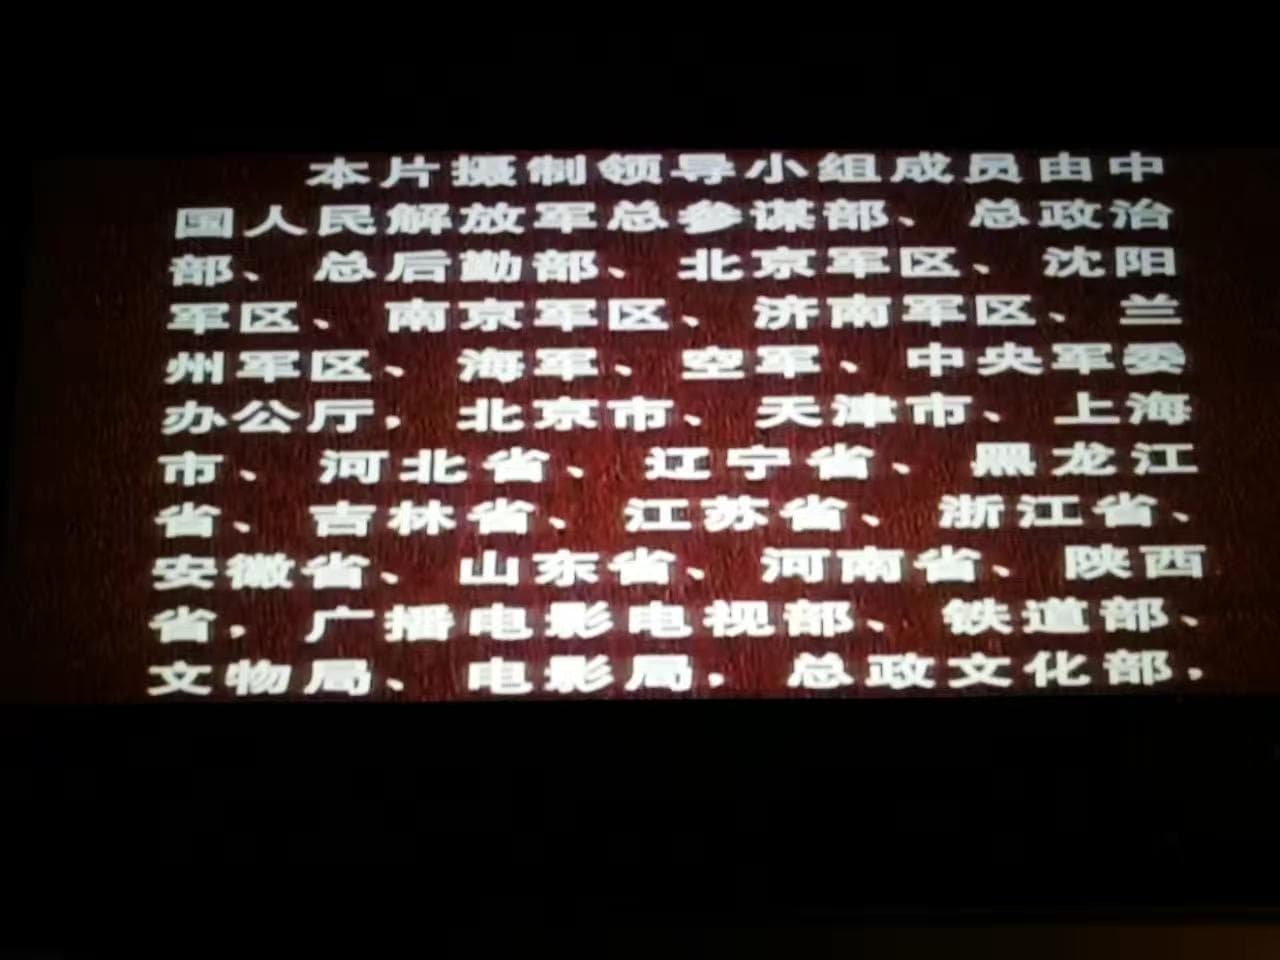 本片摄制领导小组成员由中
国人民解放军总参谋部、总政治
部、总后勤部、北京军区、沈阳
军区、南京军区、济南军区、兰
州军区、海军、空军、中央军委
办公厅，北京市、天津市、上海
市、河北省、辽宁省、黑龙江
省、吉林省、江苏省、浙江省、
安徽省、山东省、河南省、陕西
省，广播电影电视部、铁道部、
文物局、电影局，总政文化部，